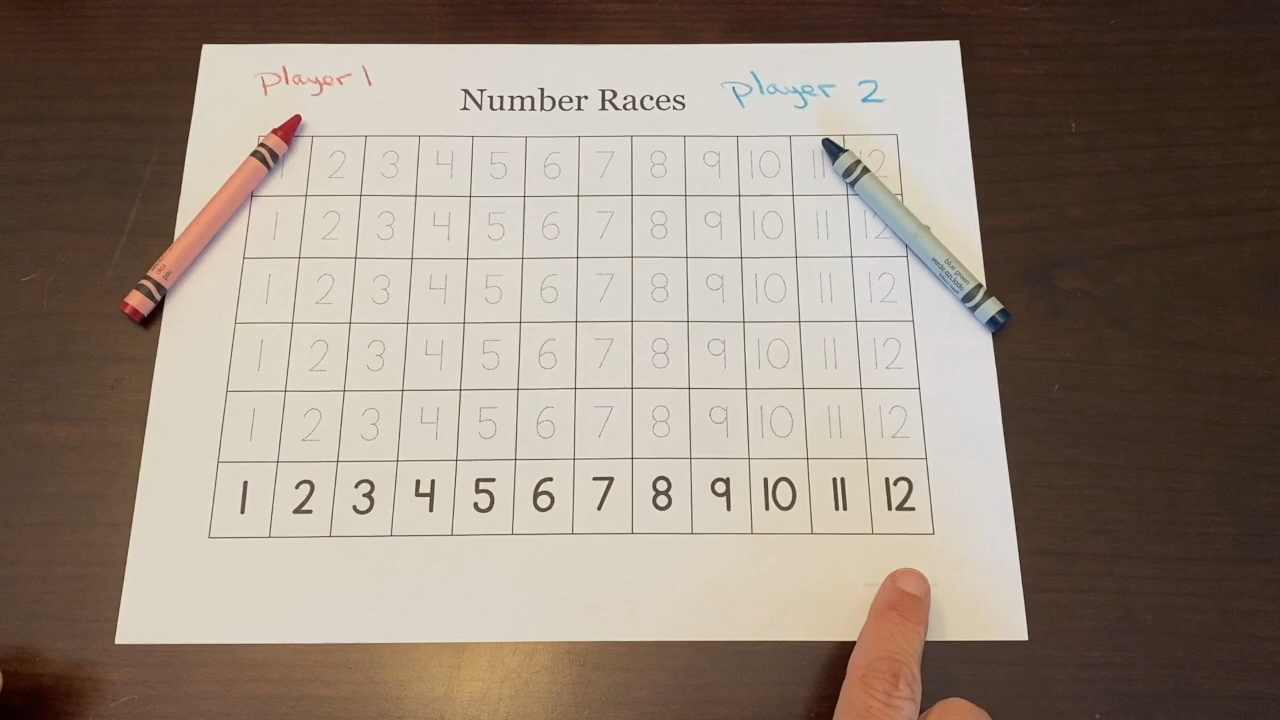 player 1
Number Races
player 2
2 3 4 5 6 7 8 9 10 11 12
1 2 3 4 5 6 7 8 9 10 11 12
1 2 3 4 5 6 7 8 9 10 11 12
1 2 3 4 5 6 7 8 9 10 11 12
1 2 3 4 5 6 7 8 9 10 11 12
1 2 3 4 5 6 7 8 9 10 11 12
blue green
verde azulado